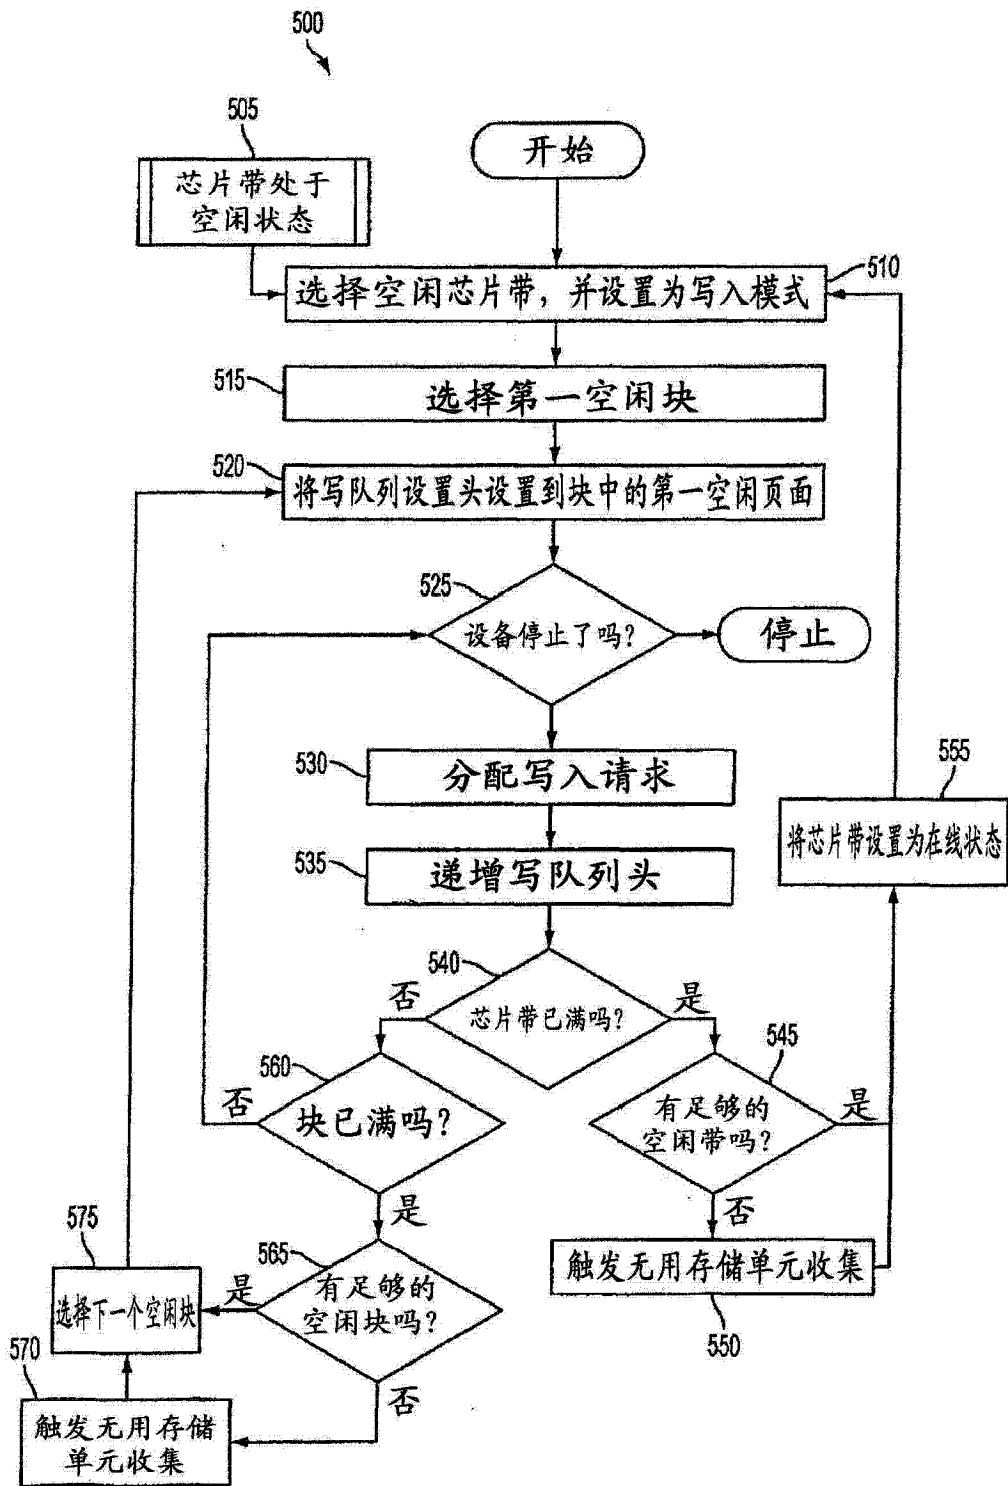 500
505
开始
芯片带处于
空闲状态
510
选择空闲芯片带，并设置为写入模式
515
选择第一空闲块
520
将写队列设置头设置到块中的第一空闲页面
525
设备停止了吗？
停止
530
分配写入请求
555
将芯片带设置为在线状态
535
递增写队列头
540
否
芯片带已满吗？
是
545
560
否
块已满吗？
有足够的
空闲带吗？
是
是
否
575
565
触发无用存储单元收集
550
选择下一个空闲块
是
有足够的
空闲块吗？
570
否
触发无用存储
单元收集